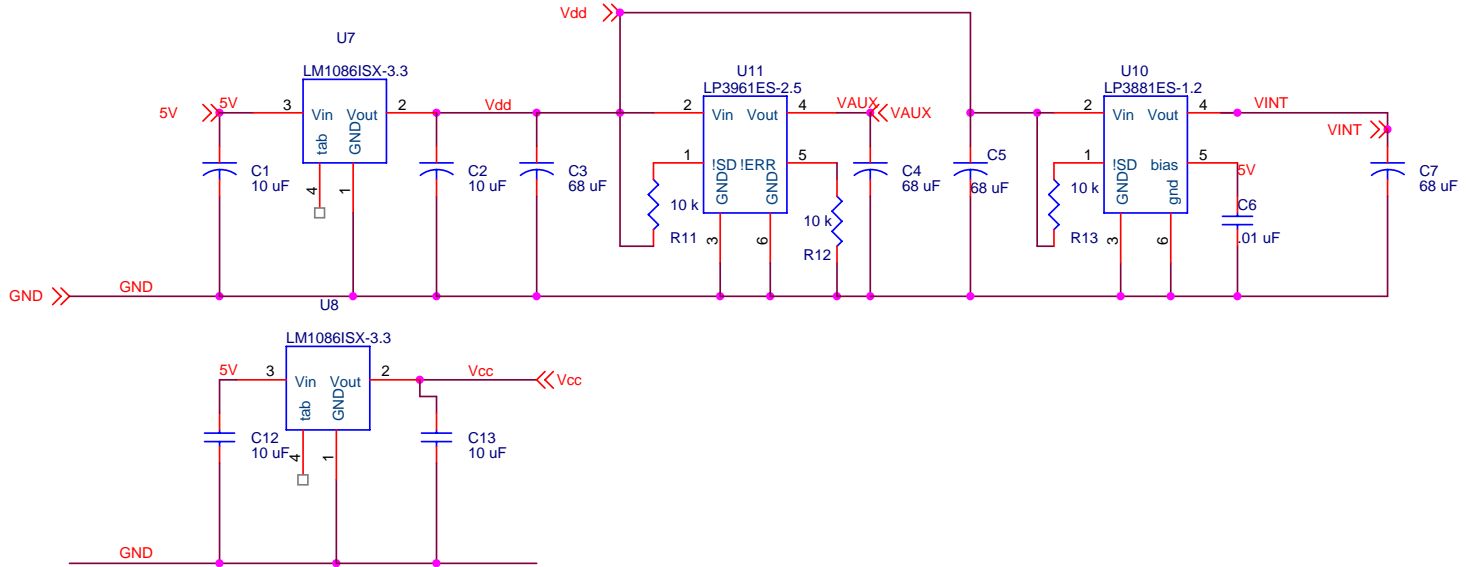 Vdd
U7
LM1086ISX-3.3
U11
LP3961ES-2.5
U10
LP3881ES-1.2
5V
5V
3
Vin
Vout
2
tab
GND
4
1
Vdd
2
Vin
Vout
4
VAUX
VAUX
1
!SD
!ERR
5
GND
GND
3
6
2
Vin
Vout
4
VINT
VINT
1
!SD
bias
5
5V
GND
gnd
3
6
C1
10 uF
C2
10 uF
C3
68 uF
10 k
R11
10 k
R12
C4
68 uF
C5
68 uF
10 k
R13
C6
.01 uF
C7
68 uF
GND
GND
U8
LM1086ISX-3.3
5V
3
Vin
Vout
2
tab
GND
4
1
Vcc
Vcc
C12
10 uF
C13
10 uF
GND